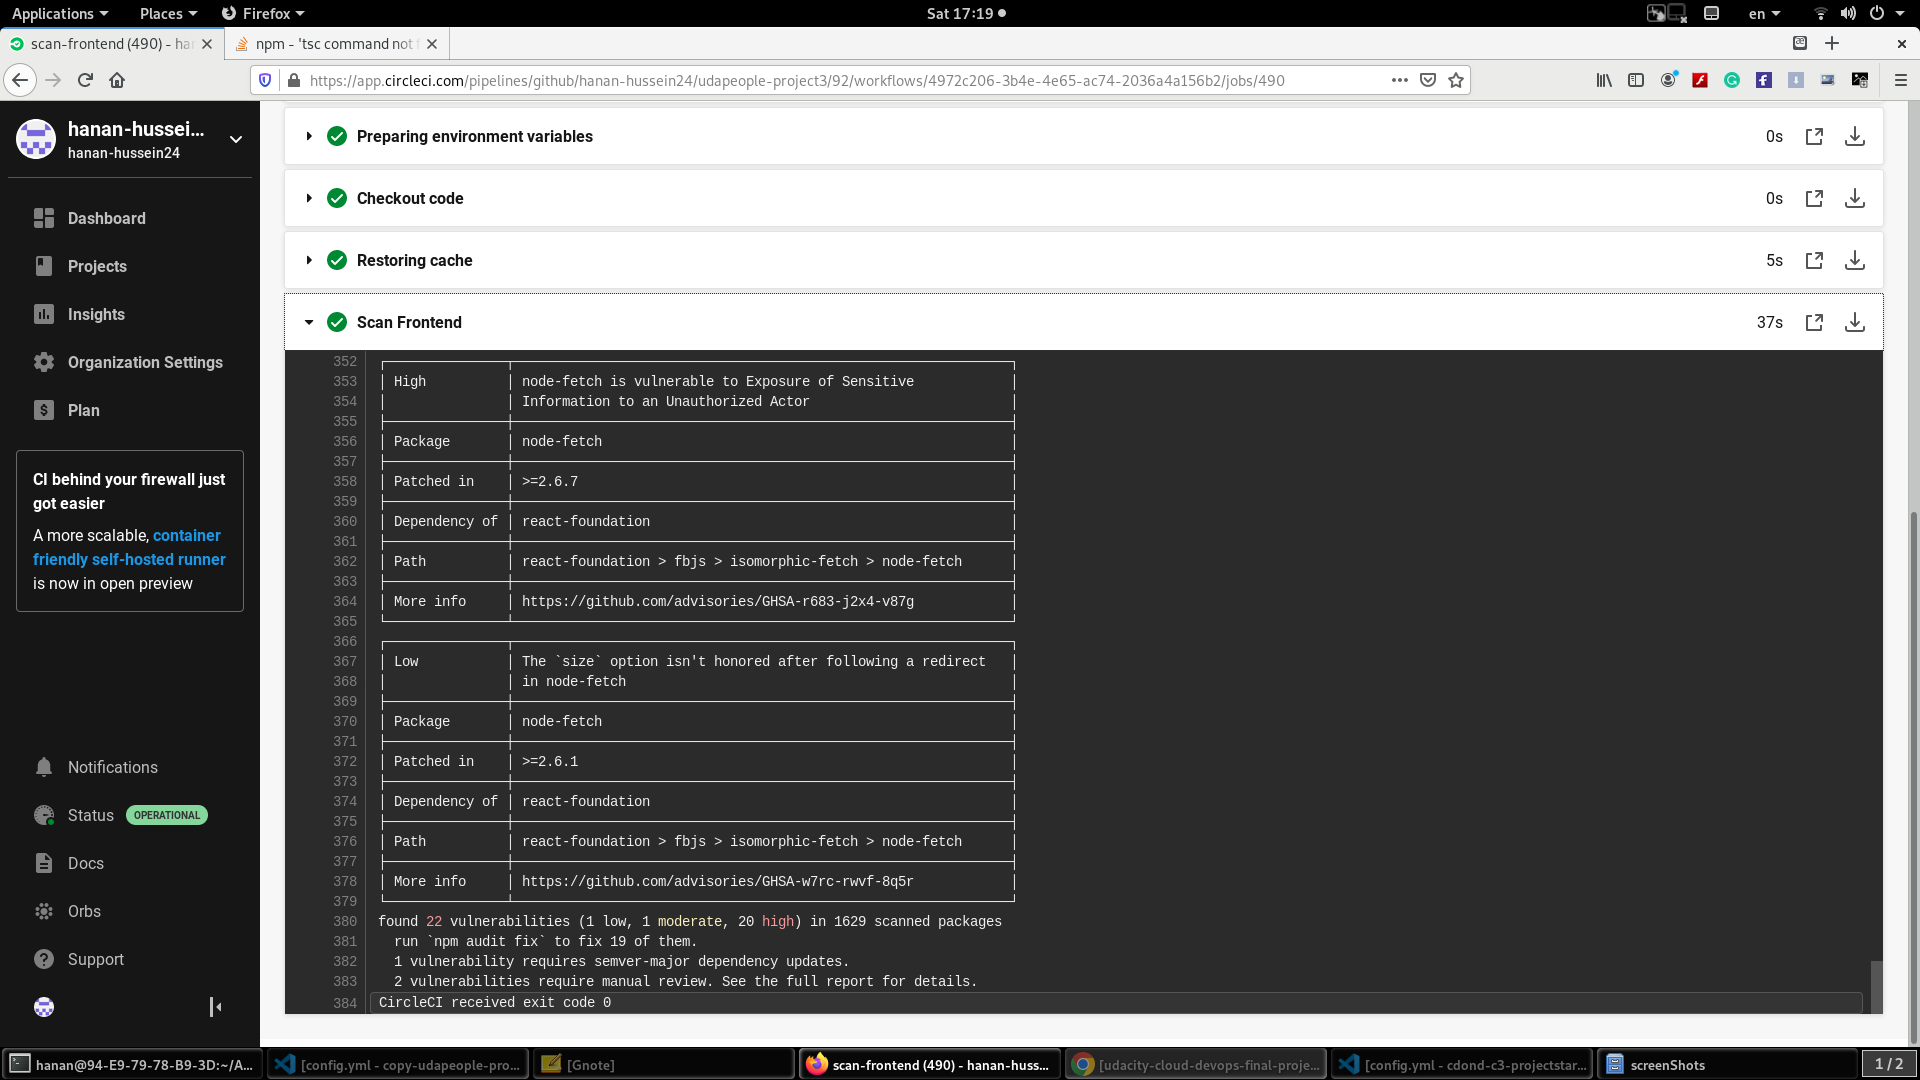 Applications
Places
Firefox
Sat 17:19
en
scan-frontend (490) - han
npm - 'tsc command not f
https://app.circleci.com/pipelines/github/hanan-hussein24/udapeople-project3/92/workflows/4972c206-3b4e-4e65-ac74-2036a4a156b2/jobs/490
hanan-hussei...
hanan-hussein24
Dashboard
Projects
Insights
Organization Settings
Plan
CI behind your firewall just
got easier
A more scalable, container
friendly self-hosted runner
is now in open preview
Notifications
Status OPERATIONAL
Docs
Orbs
Support
Preparing environment variables 0s
Checkout code 0s
Restoring cache 5s
Scan Frontend 37s
352
353 High node-fetch is vulnerable to Exposure of Sensitive
354 Information to an Unauthorized Actor
355
356 Package node-fetch
357
358 Patched in >=2.6.7
359
360 Dependency of react-foundation
361
362 Path react-foundation > fbjs > isomorphic-fetch > node-fetch
363
364 More info https://github.com/advisories/GHSA-r683-j2x4-v87g
365
366
367 Low The `size` option isn't honored after following a redirect
368 in node-fetch
369
370 Package node-fetch
371
372 Patched in >=2.6.1
373
374 Dependency of react-foundation
375
376 Path react-foundation > fbjs > isomorphic-fetch > node-fetch
377
378 More info https://github.com/advisories/GHSA-w7rc-rwvf-8q5r
379
380 found 22 vulnerabilities (1 low, 1 moderate, 20 high) in 1629 scanned packages
381 run `npm audit fix` to fix 19 of them.
382 1 vulnerability requires semver-major dependency updates.
383 2 vulnerabilities require manual review. See the full report for details.
384 CircleCI received exit code 0
hanan@94-E9-79-78-B9-3D:~/A...
[config.yml - copy-udapeople-pro...
[Gnote]
scan-frontend (490) - hanan-huss...
[udacity-cloud-devops-final-proje...
[config.yml - cdond-c3-projectstar...
screenShots
1 / 2